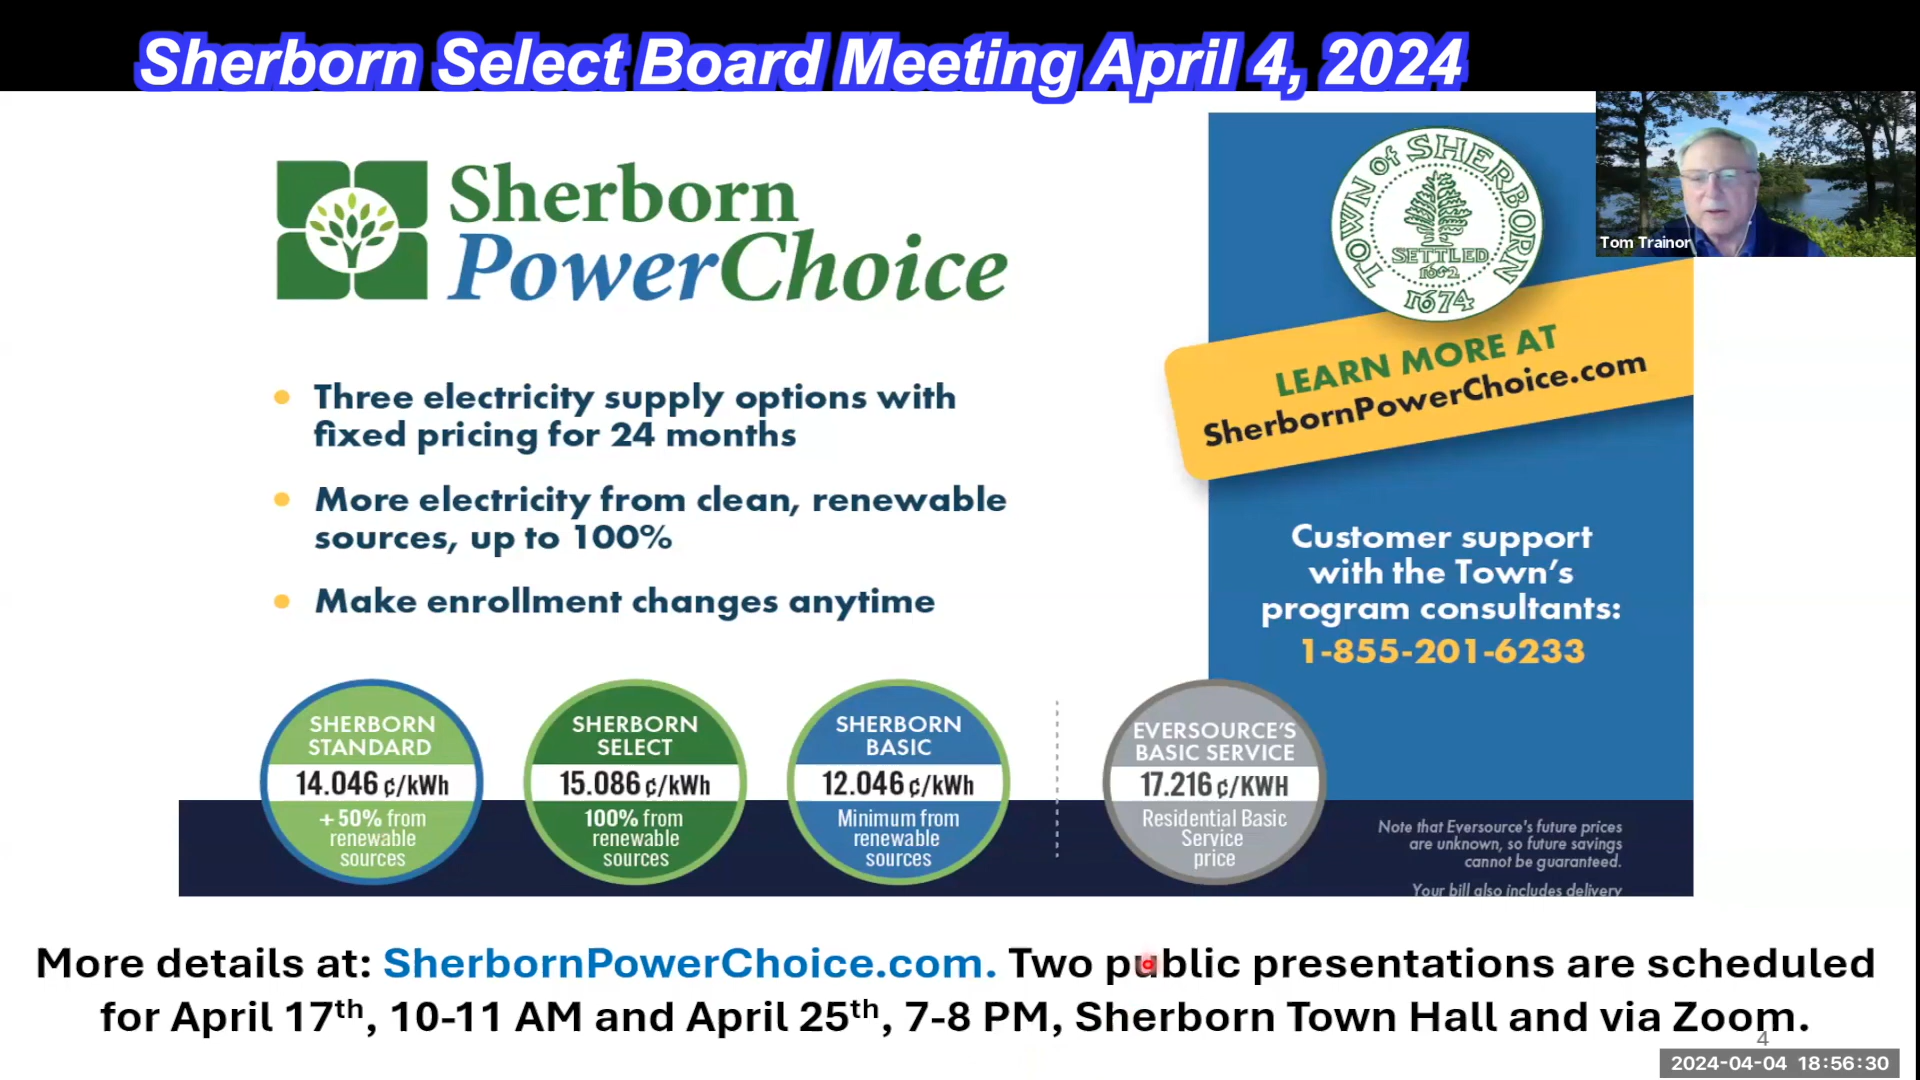 Sherborn Select Board Meeting April 4, 2024
Sherborn
PowerChoice
TOWN of SHERBORN
SETTLED
1652
1674
Tom Trainor
LEARN MORE AT
SherbornPowerChoice.com
Three electricity supply options with
fixed pricing for 24 months
More electricity from clean, renewable
sources, up to 100%
Make enrollment changes anytime
Customer support
with the Town's
program consultants:
1-855-201-6233
SHERBORN
STANDARD
14.046 ¢/kWh
+ 50% from
renewable
sources
SHERBORN
SELECT
15.086 ¢/kWh
100% from
renewable
sources
SHERBORN
BASIC
12.046 ¢/kWh
Minimum from
renewable
sources
EVERSOURCE'S
BASIC SERVICE
17.216 ¢/KWH
Residential Basic
Service
price
Note that Eversource's future prices
are unknown, so future savings
cannot be guaranteed.
Your bill also includes delivery
More details at: SherbornPowerChoice.com. Two public presentations are scheduled
for April 17th, 10-11 AM and April 25th, 7-8 PM, Sherborn Town Hall and via Zoom.
4
2024-04-04 18:56:30